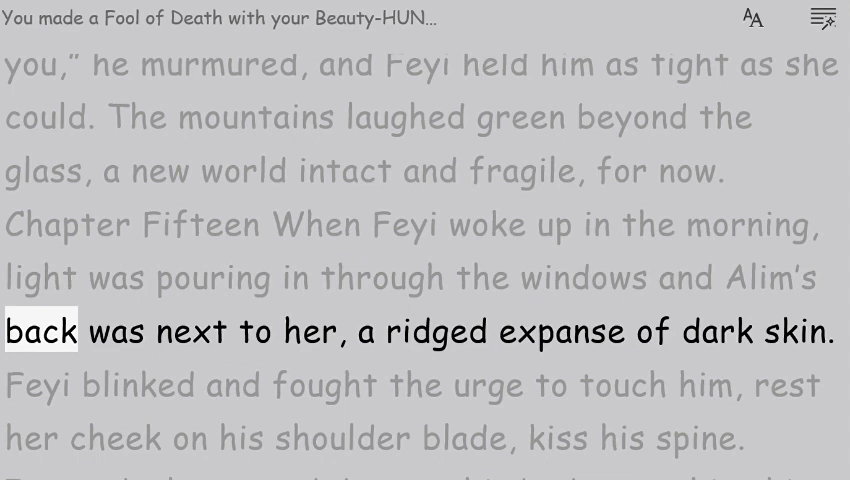 You made a Fool of Death with your Beauty-HUN...
you,” he murmured, and Feyi held him as tight as she
could. The mountains laughed green beyond the
glass, a new world intact and fragile, for now.
Chapter Fifteen When Feyi woke up in the morning,
light was pouring in through the windows and Alim’s
back was next to her, a ridged expanse of dark skin.
Feyi blinked and fought the urge to touch him, rest
her cheek on his shoulder blade, kiss his spine.